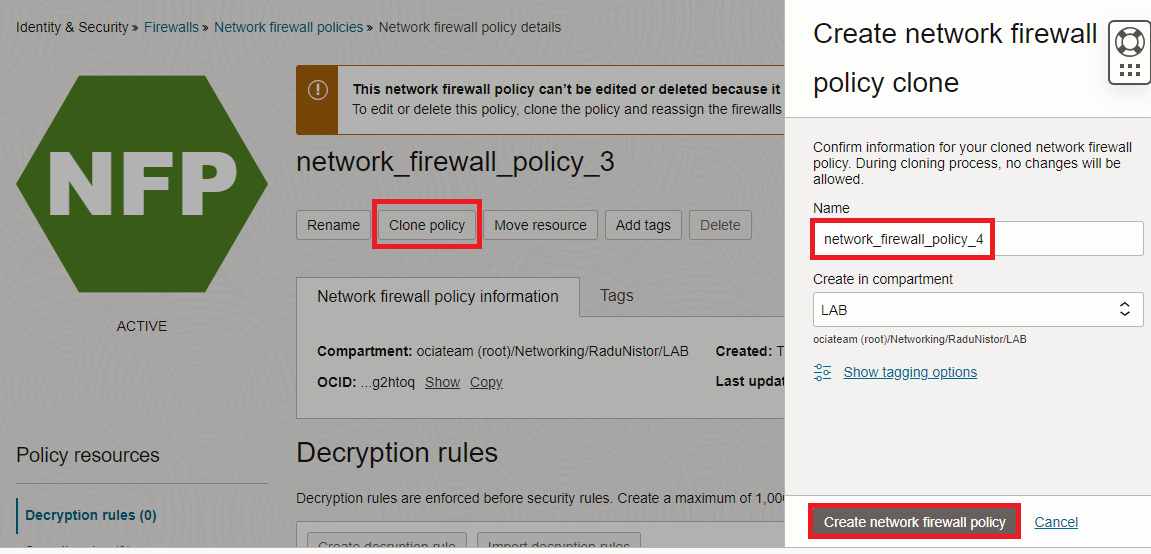 Identity & Security » Firewalls » Network firewall policies » Network firewall policy details
NFP
ACTIVE
This network firewall policy can't be edited or deleted because it
To edit or delete this policy, clone the policy and reassign the firewalls
network_firewall_policy_3
Rename Clone policy Move resource Add tags Delete
Network firewall policy information Tags
Compartment: ociateam (root)/Networking/RaduNistor/LAB Created: T
OCID: ...g2htoq Show Copy Last updat
Policy resources
Decryption rules (0)
Decryption rules
Decryption rules are enforced before security rules. Create a maximum of 1,00
Create decryption rule Import decryption rules
Create network firewall
policy clone
Confirm information for your cloned network firewall
policy. During cloning process, no changes will be
allowed.
Name
network_firewall_policy_4
Create in compartment
LAB
ociateam (root)/Networking/RaduNistor/LAB
Show tagging options
Create network firewall policy Cancel